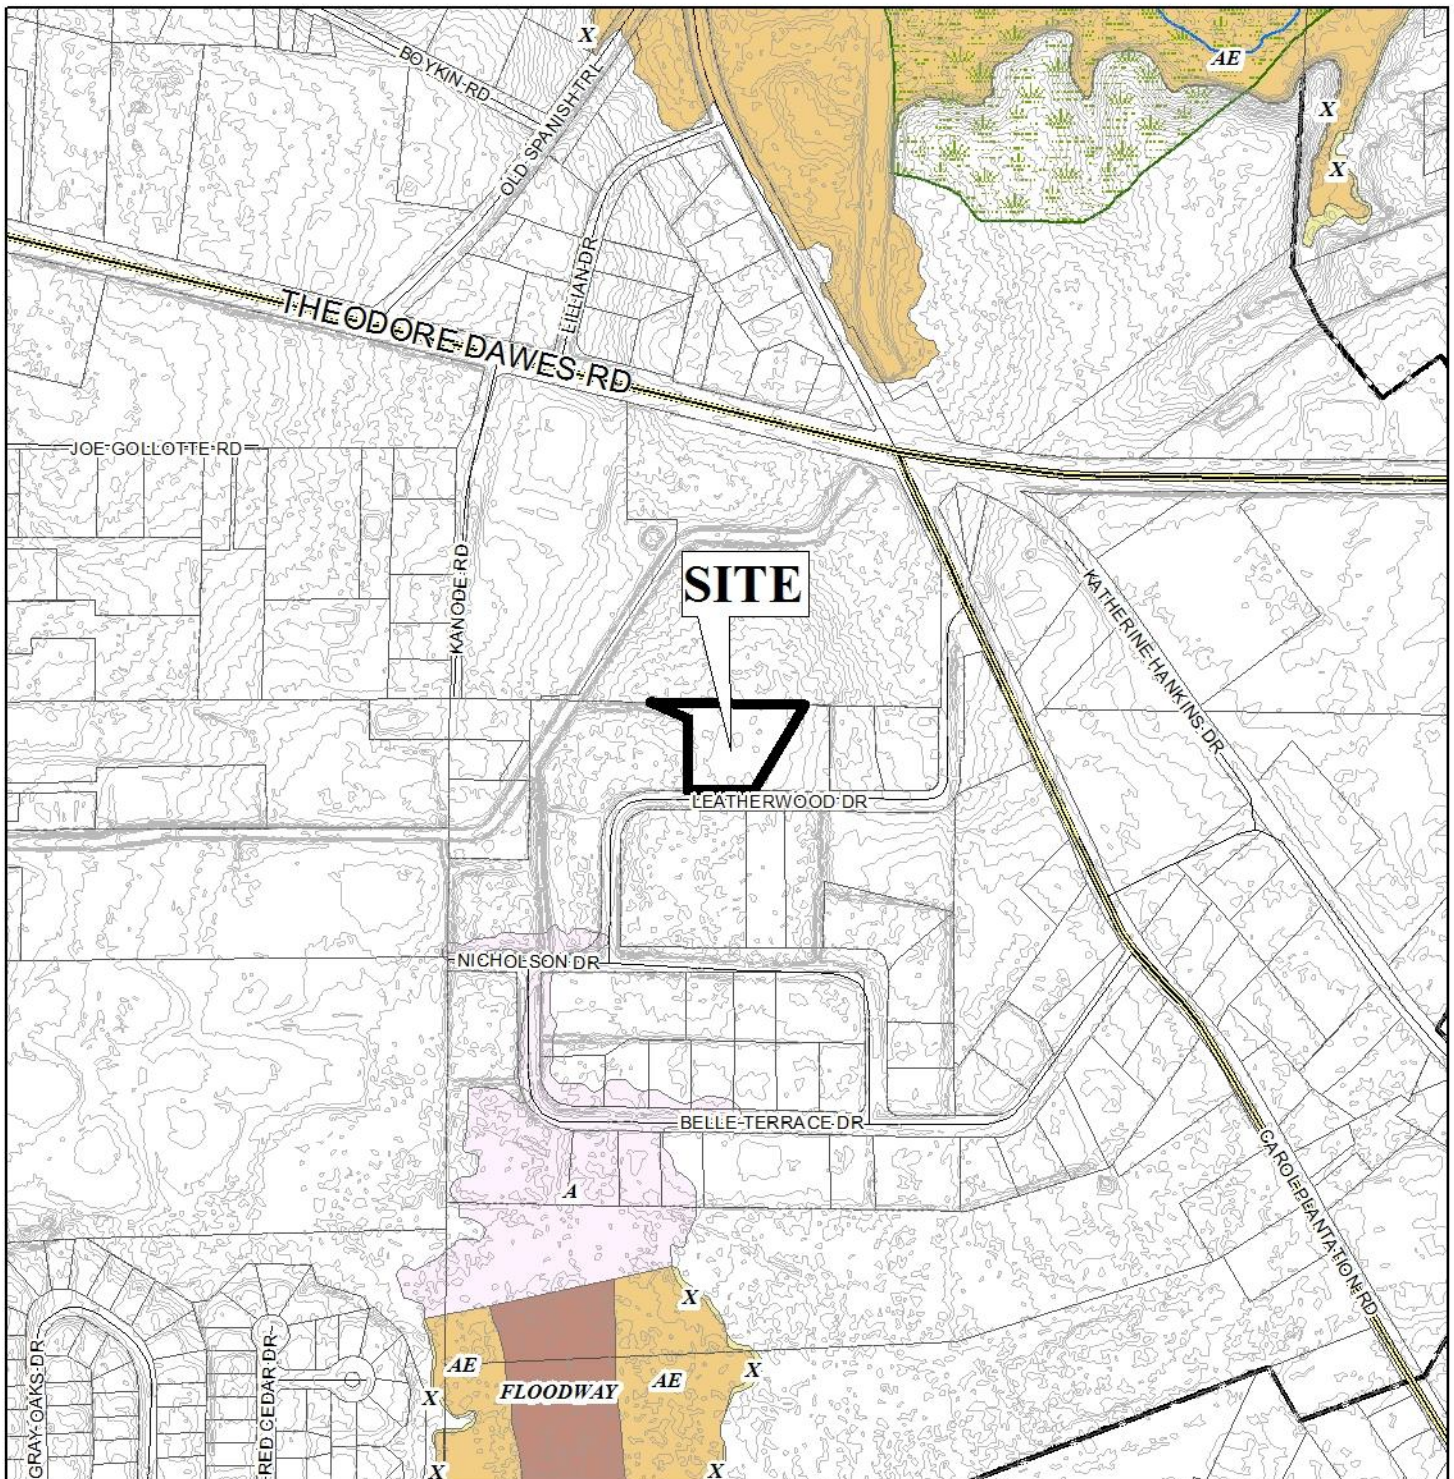 X
BOYKIN RD
OLD SPANISH TRL
AE
X
X
LILLIAN DR
THEODORE DAWES RD
JOE GOLLOTTE RD
KANODE RD
SITE
KATHERINE HANKINS DR
LEATHERWOOD DR
NICHOLSON DR
BELLE TERRACE DR
A
CAROL PLANTATION RD
X
AE
FLOODWAY
AE
X
X
GRAY OAKS DR
RED CEDAR DR
X
X